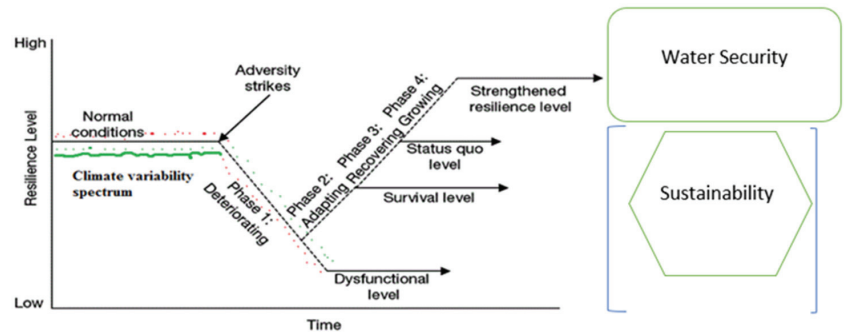 High
Adversity
strikes
Normal
conditions
Resilience Level
Climate variability
spectrum
Phase 1:
Deteriorating
Phase 2: Phase 3: Phase 4:
Adapting Recovering Growing
Strengthened
resilience level
Status quo
level
Survival level
Dysfunctional
level
Low
Time
Water Security
Sustainability